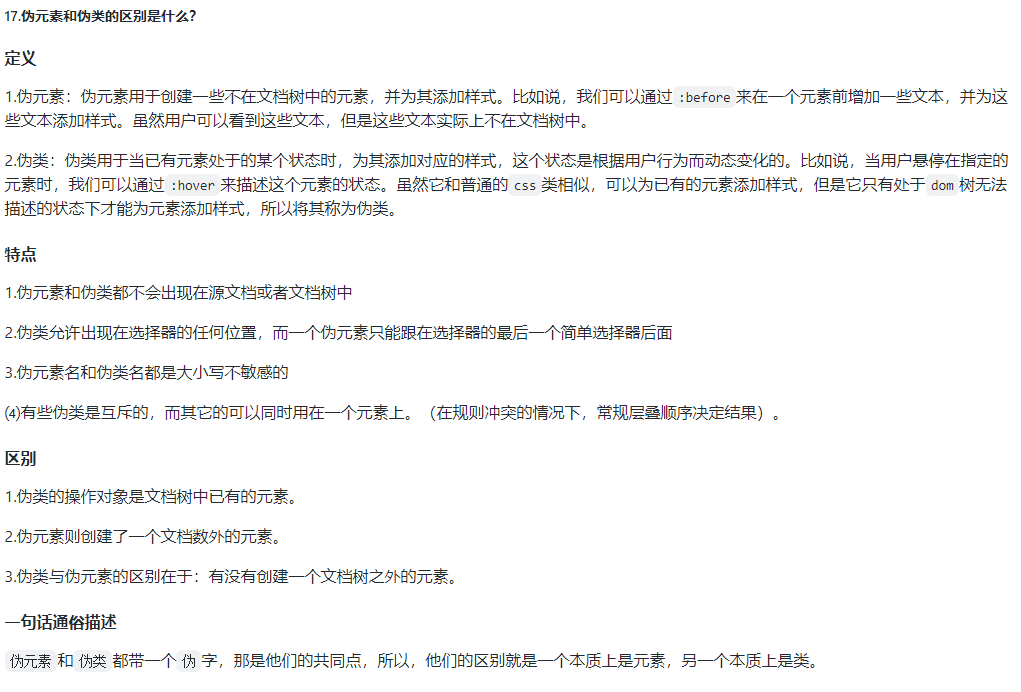 17.伪元素和伪类的区别是什么？
定义
1.伪元素：伪元素用于创建一些不在文档树中的元素，并为其添加样式。比如说，我们可以通过 :before 来在一个元素前增加一些文本，并为这
些文本添加样式。虽然用户可以看到这些文本，但是这些文本实际上不在文档树中。
2.伪类：伪类用于当已有元素处于的某个状态时，为其添加对应的样式，这个状态是根据用户行为而动态变化的。比如说，当用户悬停在指定的
元素时，我们可以通过 :hover 来描述这个元素的状态。虽然它和普通的 css 类相似，可以为已有的元素添加样式，但是它只有处于 dom 树无法
描述的状态下才能为元素添加样式，所以将其称为伪类。
特点
1.伪元素和伪类都不会出现在源文档或者文档树中
2.伪类允许出现在选择器的任何位置，而一个伪元素只能跟在选择器的最后一个简单选择器后面
3.伪元素名和伪类名都是大小写不敏感的
⑷有些伪类是互斥的，而其它的可以同时用在一个元素上。（在规则冲突的情况下，常规层叠顺序决定结果）。
区别
1.伪类的操作对象是文档树中已有的元素。
2.伪元素则创建了一个文档数外的元素。
3.伪类与伪元素的区别在于：有没有创建一个文档树之外的元素。
一句话通俗描述
伪元素 和 伪类 都带一个 伪 字，那是他们的共同点，所以，他们的区别就是一个本质上是元素，另一个本质上是类。